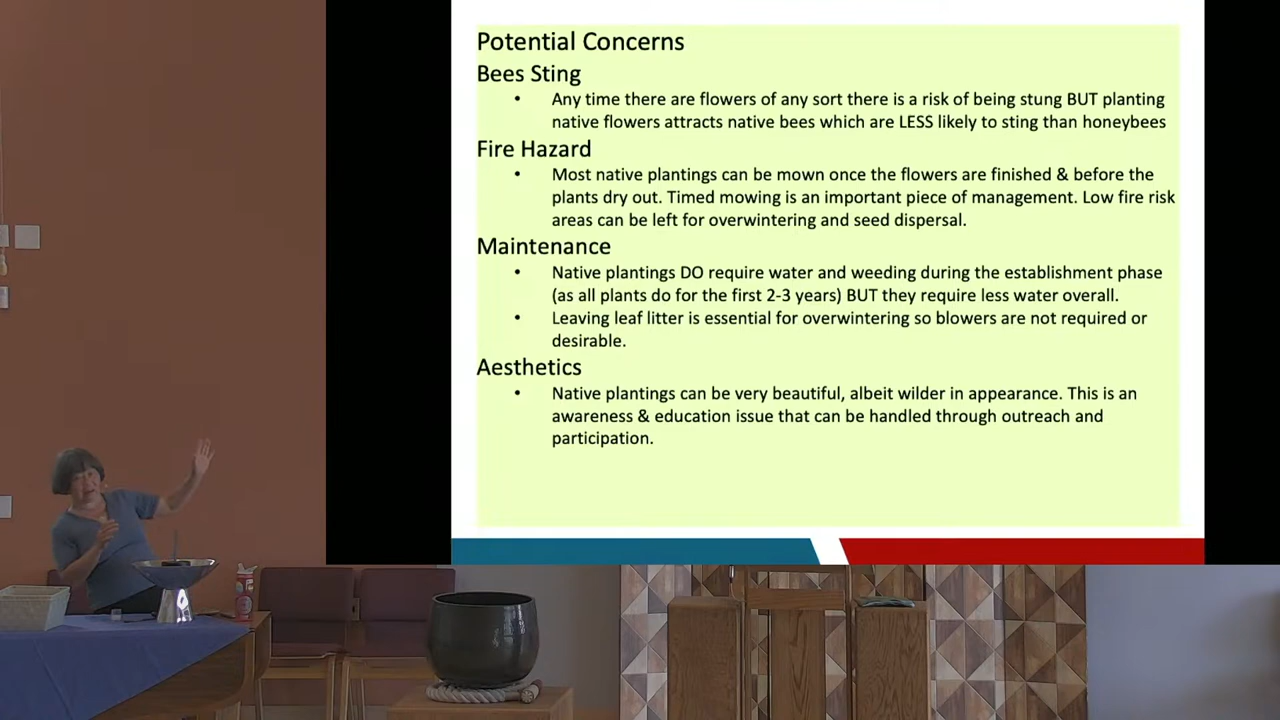 Potential Concerns
Bees Sting
• Any time there are flowers of any sort there is a risk of being stung BUT planting
native flowers attracts native bees which are LESS likely to sting than honeybees
Fire Hazard
• Most native plantings can be mown once the flowers are finished & before the
plants dry out. Timed mowing is an important piece of management. Low fire risk
areas can be left for overwintering and seed dispersal.
Maintenance
• Native plantings DO require water and weeding during the establishment phase
(as all plants do for the first 2-3 years) BUT they require less water overall.
• Leaving leaf litter is essential for overwintering so blowers are not required or
desirable.
Aesthetics
• Native plantings can be very beautiful, albeit wilder in appearance. This is an
awareness & education issue that can be handled through outreach and
participation.